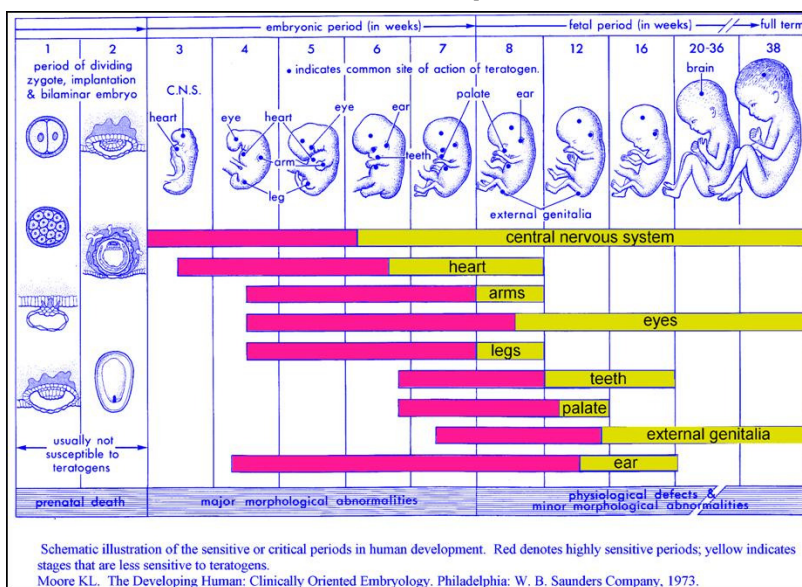 embryonic period (in weeks) fetal period (in weeks) full term
1 2 3 4 5 6 7 8 12 16 20-36 38
period of dividing
zygote, implantation
& bilaminar embryo
• indicates common site of action of teratogen.
C.N.S.
heart
eye
heart
arm
leg
eye
ear
teeth
palate
ear
external genitalia
brain
central nervous system
heart
arms
eyes
legs
teeth
palate
external genitalia
ear
usually not
susceptible to
teratogens
prenatal death
major morphological abnormalities
physiological defects &
minor morphological abnormalities
Schematic illustration of the sensitive or critical periods in human development. Red denotes highly sensitive periods; yellow indicates
stages that are less sensitive to teratogens.
Moore KL. The Developing Human: Clinically Oriented Embryology. Philadelphia: W. B. Saunders Company, 1973.